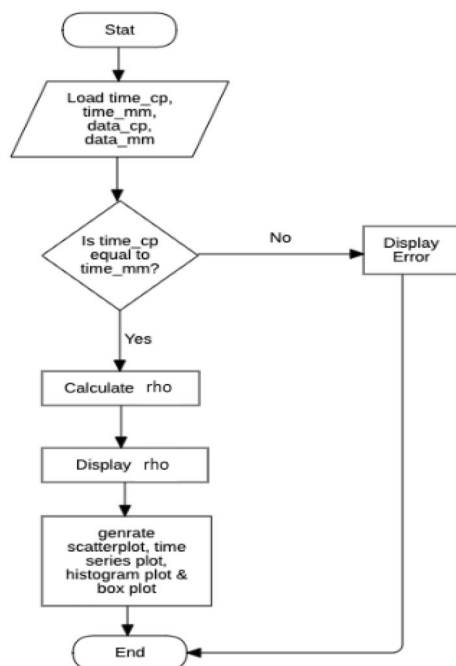 Stat
Load time_cp,
time_mm,
data_cp,
data_mm
Is time_cp
equal to
time_mm?
No
Display
Error
Yes
Calculate rho
Display rho
genrate
scatterplot, time
series plot,
histogram plot &
box plot
End